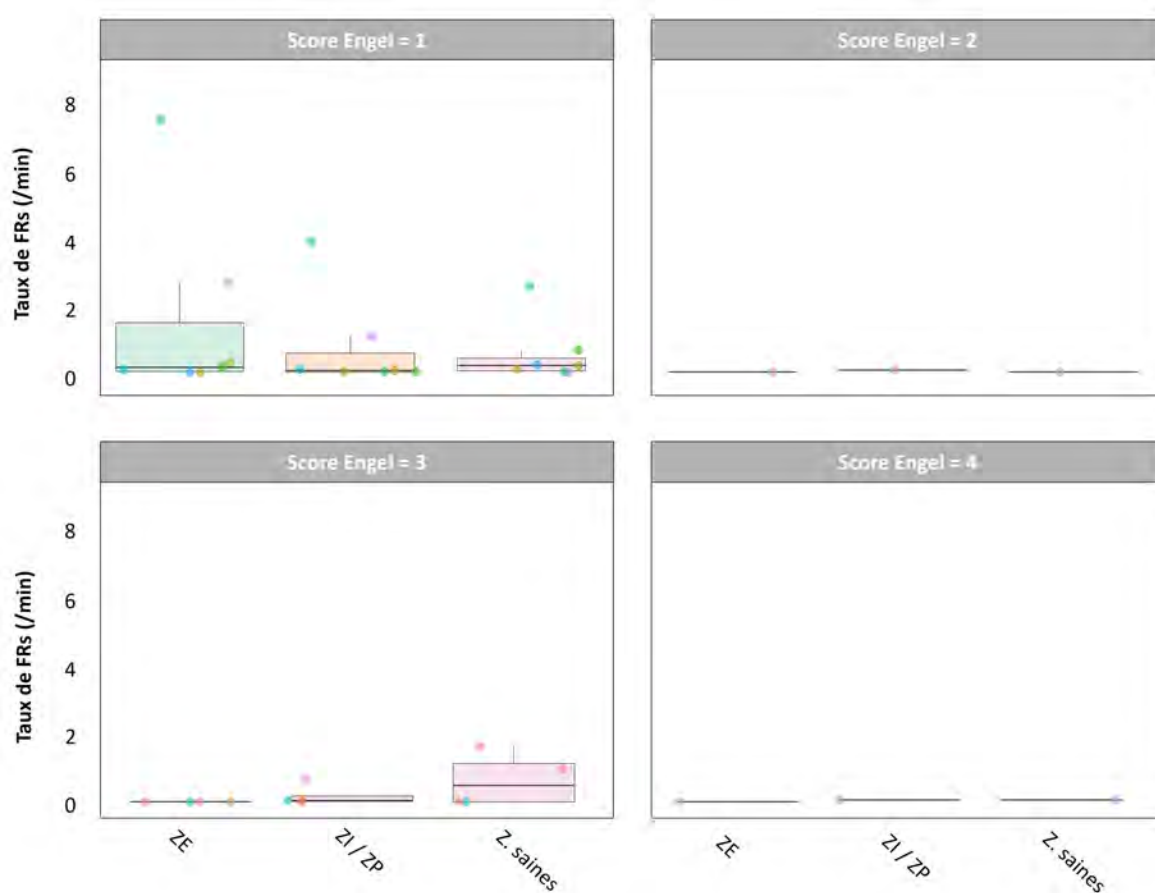 Score Engel = 1
Score Engel = 2
Taux de FRs (/min)
8
6
4
2
0
Score Engel = 3
Score Engel = 4
Taux de FRs (/min)
8
6
4
2
0
ZE
ZI / ZP
Z. saines
ZE
ZI / ZP
Z. saines